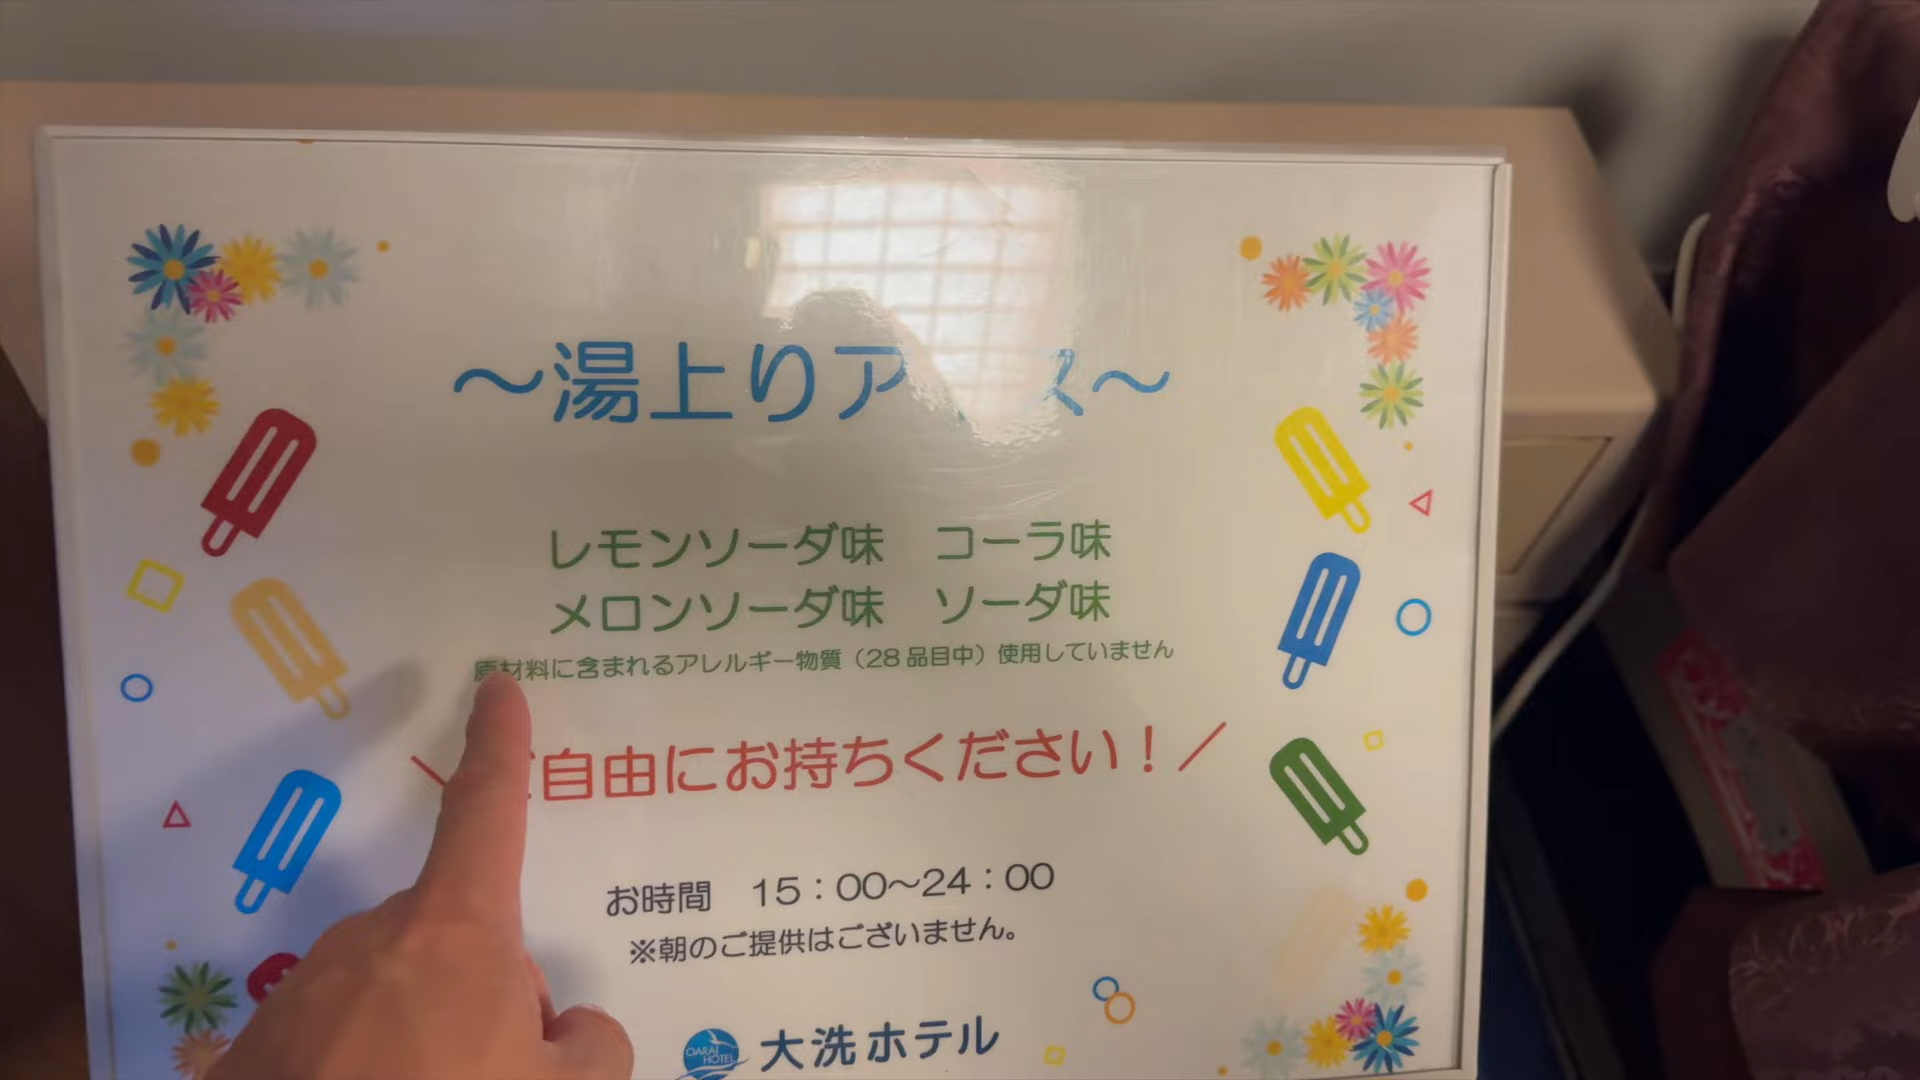 ～湯上りアイス～
レモンソーダ味　コーラ味
メロンソーダ味　ソーダ味
原材料に含まれるアレルギー物質（28品目中）使用していません
＼ご自由にお持ちください！／
お時間　15：00～24：00
※朝のご提供はございません。
OARAI HOTEL 大洗ホテル